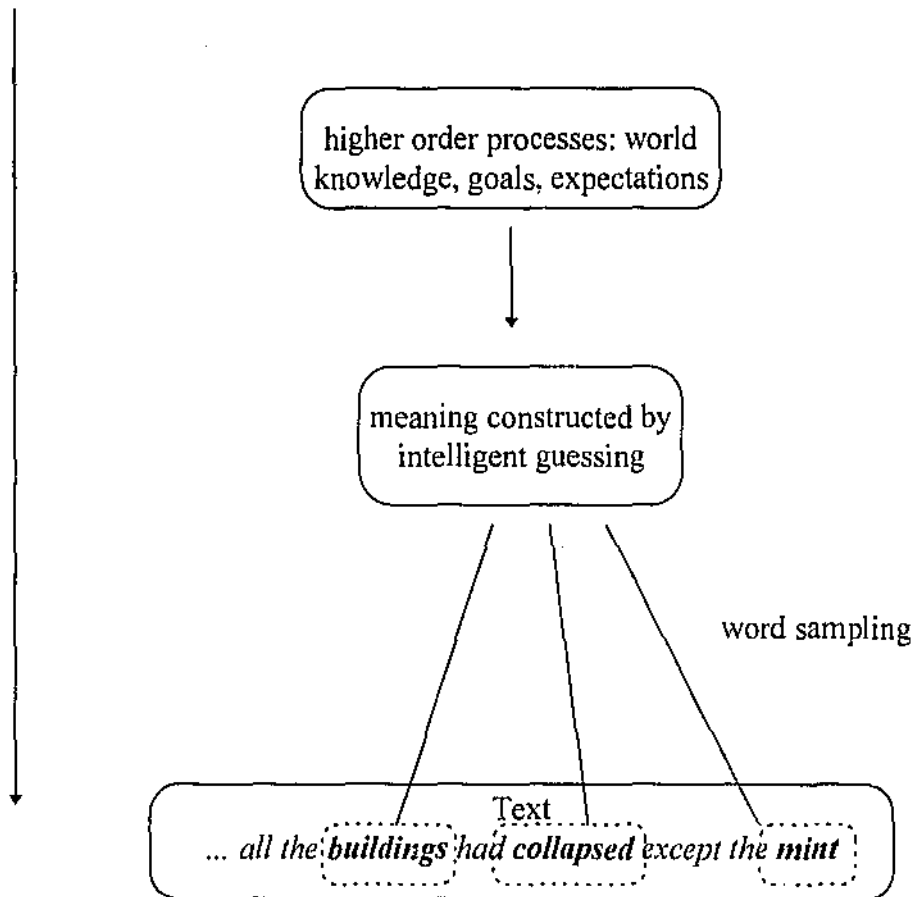 higher order processes: world
knowledge, goals, expectations
meaning constructed by
intelligent guessing
word sampling
Text
... all the buildings had collapsed except the mint